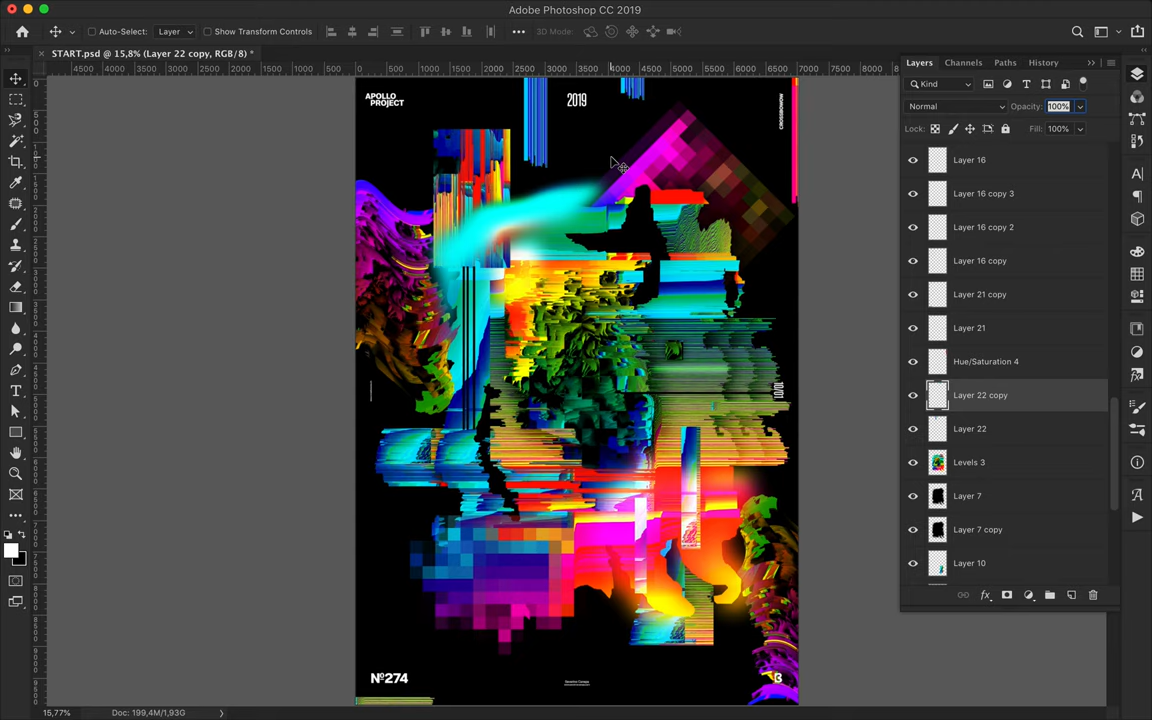 Adobe Photoshop CC 2019
Auto-Select: Layer Show Transform Controls 3D Mode:
× START.psd @ 15,8% (Layer 22 copy, RGB/8) *
4500 4000 3500 3000 2500 2000 1500 1000 500 0 500 1000 1500 2000 2500 3000 3500 4000 4500 5000 5500 6000 6500 7000 7500 8000 8500
Layers Channels Paths History
Kind
Normal Opacity: 100%
Lock: Fill: 100%
Layer 16
Layer 16 copy 3
Layer 16 copy 2
Layer 16 copy
Layer 21 copy
Layer 21
Hue/Saturation 4
Layer 22 copy
Layer 22
Levels 3
Layer 7
Layer 7 copy
Layer 10
APOLLO
PROJECT
2019
CROSSBOWMAN
10/01
Nº274
B
15,77% Doc: 199,4M/1,93G